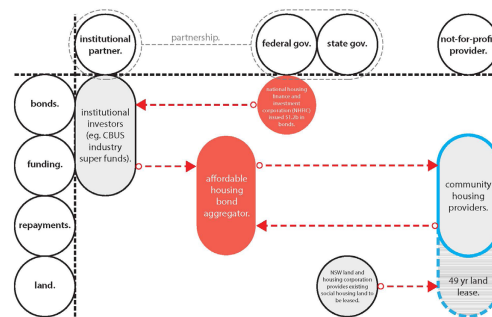 institutional
partner.
partnership.
federal gov.
state gov.
not-for-profit
provider.
bonds.
institutional
investors
(eg. CBUS
industry
super funds).
national housing
finance and
investment
corporation (NHFIC)
issued $1.2b in
bonds.
funding.
affordable
housing
bond
aggregator.
community
housing
providers.
repayments.
land.
NSW land and
housing corporation
provides existing
social housing land to
be leased.
49 yr land
lease.